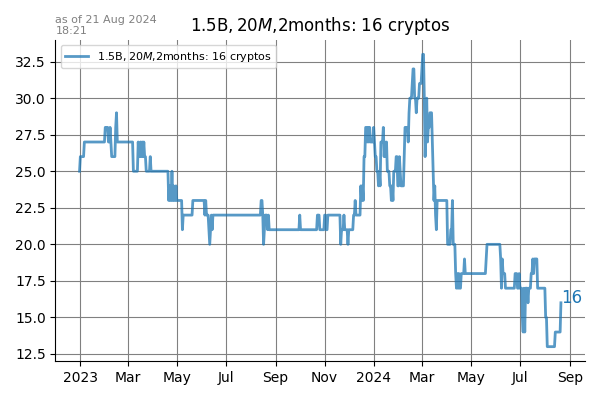 as of 21 Aug 2024
18:21
1.5B, 20M,2months: 16 cryptos
1.5B, 20M,2months: 16 cryptos
32.5
30.0
27.5
25.0
22.5
20.0
17.5
15.0
12.5
16
2023 Mar May Jul Sep Nov 2024 Mar May Jul Sep